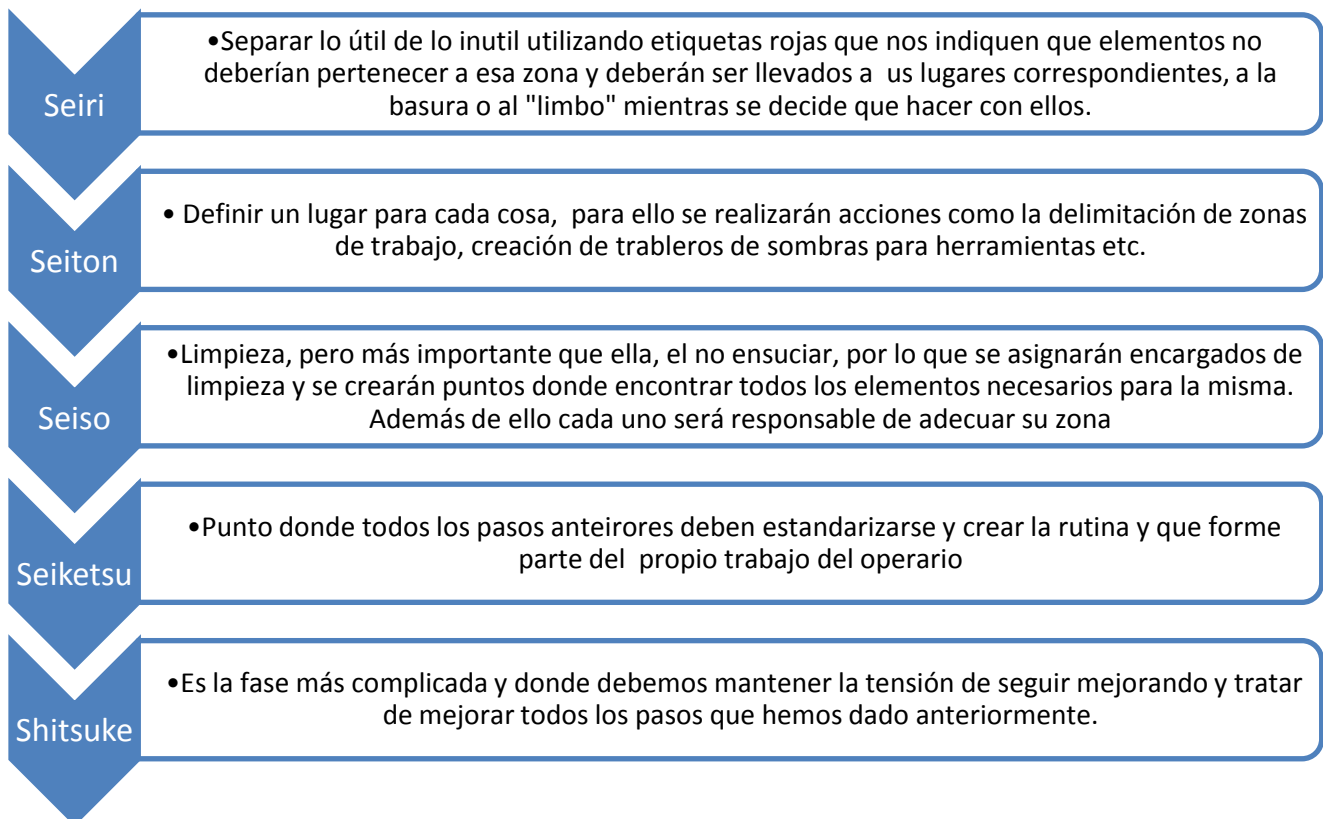 Seiri
•Separar lo útil de lo inutil utilizando etiquetas rojas que nos indiquen que elementos no
deberían pertenecer a esa zona y deberán ser llevados a us lugares correspondientes, a la
basura o al "limbo" mientras se decide que hacer con ellos.
Seiton
• Definir un lugar para cada cosa, para ello se realizarán acciones como la delimitación de zonas
de trabajo, creación de trableros de sombras para herramientas etc.
Seiso
•Limpieza, pero más importante que ella, el no ensuciar, por lo que se asignarán encargados de
limpieza y se crearán puntos donde encontrar todos los elementos necesarios para la misma.
Además de ello cada uno será responsable de adecuar su zona
Seiketsu
•Punto donde todos los pasos anteirores deben estandarizarse y crear la rutina y que forme
parte del propio trabajo del operario
Shitsuke
•Es la fase más complicada y donde debemos mantener la tensión de seguir mejorando y tratar
de mejorar todos los pasos que hemos dado anteriormente.